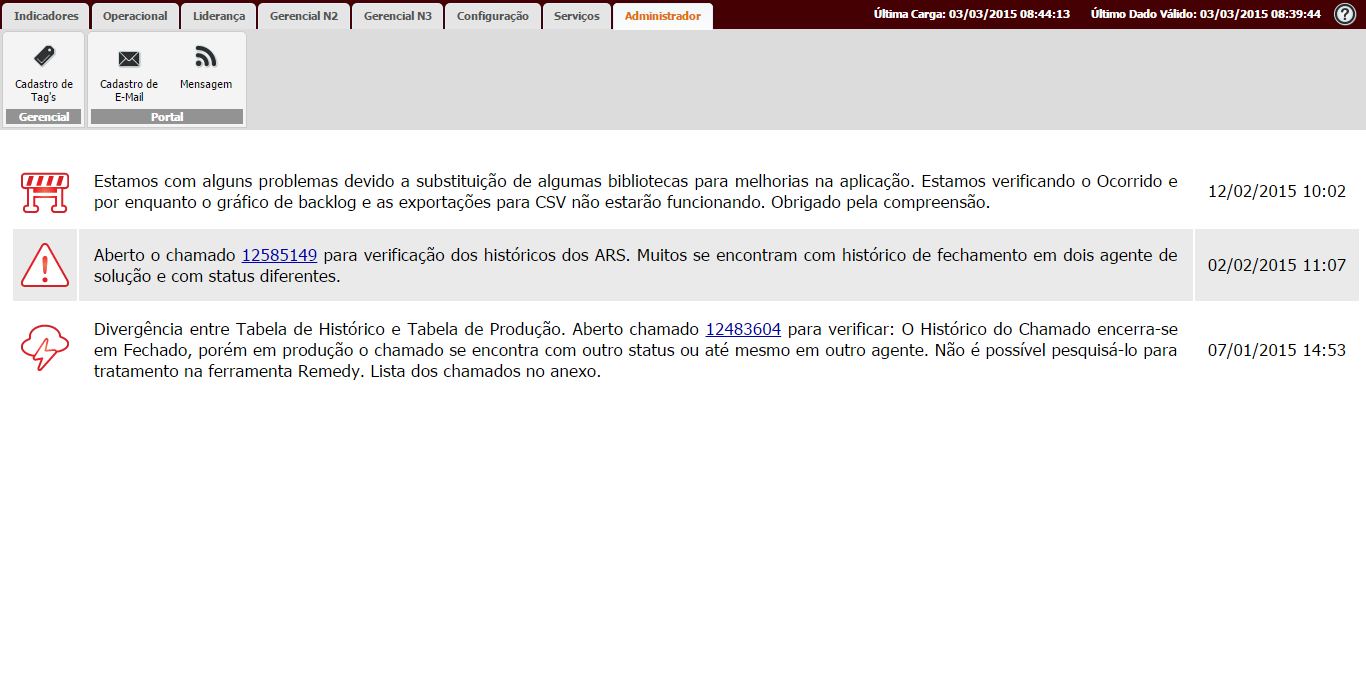 Indicadores Operacional Liderança Gerencial N2 Gerencial N3 Configuração Serviços Administrador Última Carga: 03/03/2015 08:44:13 Último Dado Válido: 03/03/2015 08:39:44 ?
Cadastro de
Tag's
Gerencial
Cadastro de
E-Mail
Mensagem
Portal
Estamos com alguns problemas devido a substituição de algumas bibliotecas para melhorias na aplicação. Estamos verificando o Ocorrido e
por enquanto o gráfico de backlog e as exportações para CSV não estarão funcionando. Obrigado pela compreensão.
12/02/2015 10:02
Aberto o chamado 12585149 para verificação dos históricos dos ARS. Muitos se encontram com histórico de fechamento em dois agente de
solução e com status diferentes.
02/02/2015 11:07
Divergência entre Tabela de Histórico e Tabela de Produção. Aberto chamado 12483604 para verificar: O Histórico do Chamado encerra-se
em Fechado, porém em produção o chamado se encontra com outro status ou até mesmo em outro agente. Não é possível pesquisá-lo para
tratamento na ferramenta Remedy. Lista dos chamados no anexo.
07/01/2015 14:53